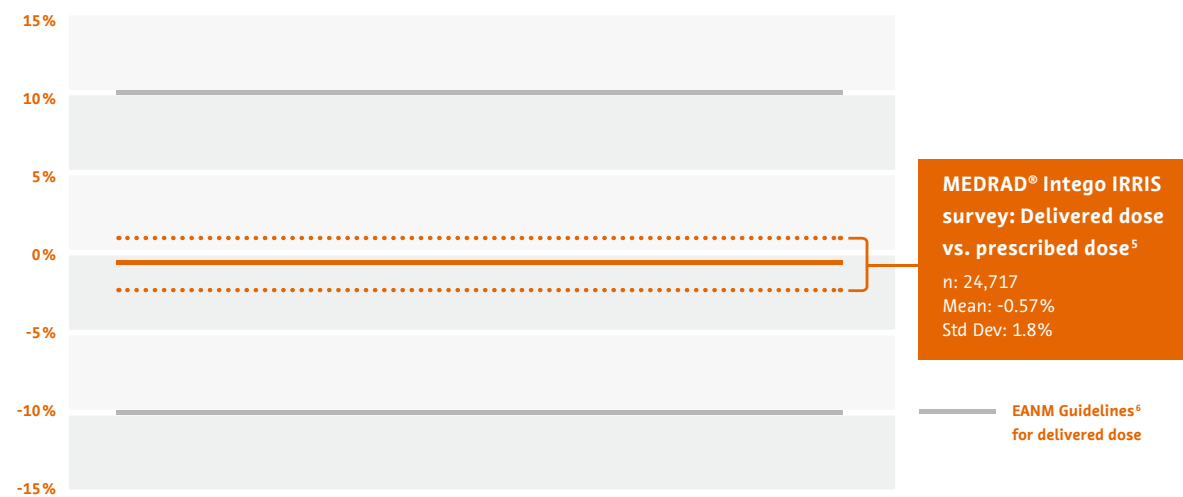 15%
10%
5%
0%
-5%
-10%
-15%
MEDRAD® Intego IRRIS
survey: Delivered dose
vs. prescribed dose⁵
n: 24,717
Mean: -0.57%
Std Dev: 1.8%
EANM Guidelines⁶
for delivered dose